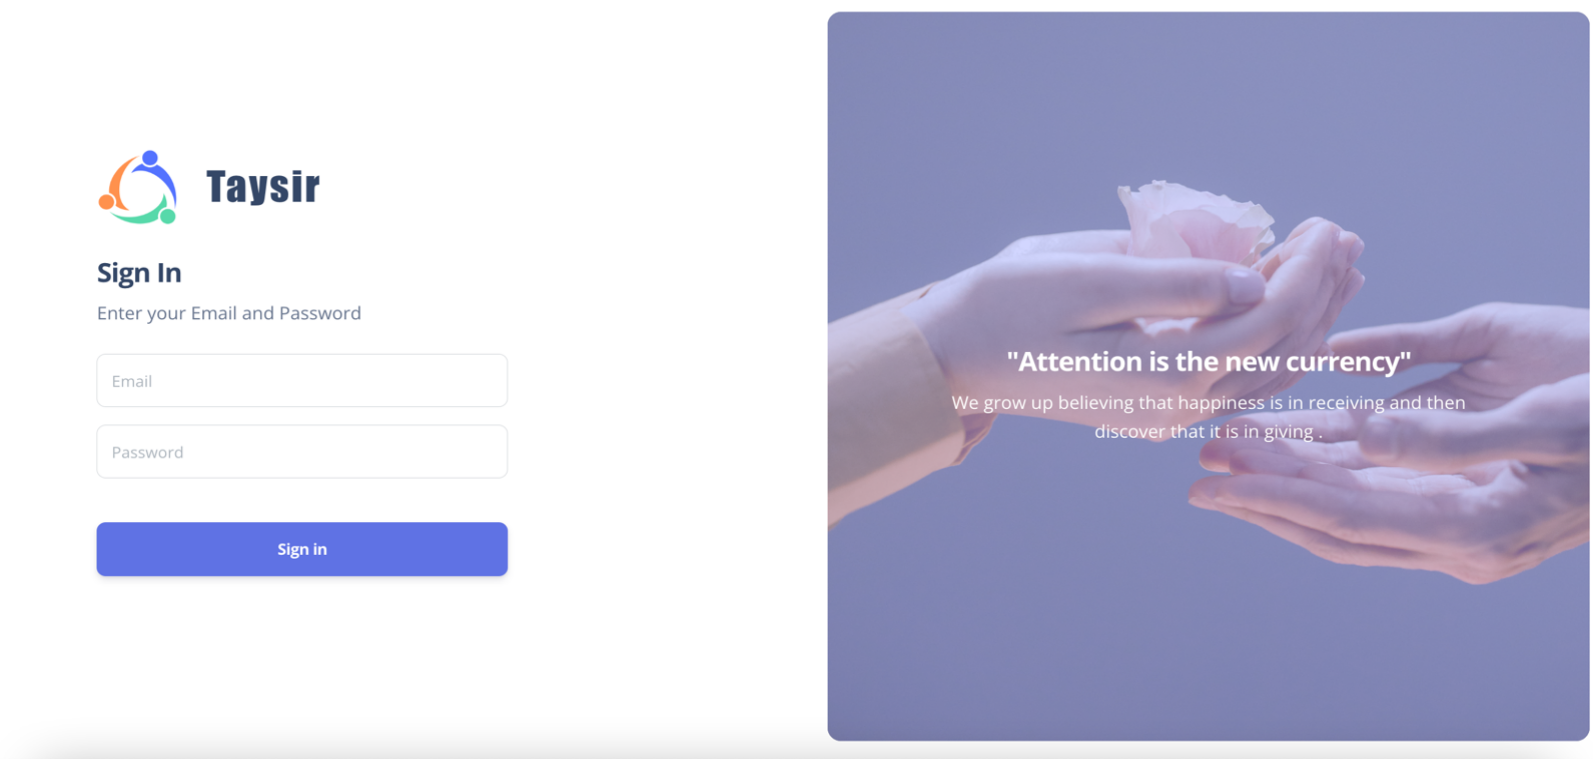 Taysir
Sign In
Enter your Email and Password
Email
Password
Sign in
"Attention is the new currency"
We grow up believing that happiness is in receiving and then
discover that it is in giving .